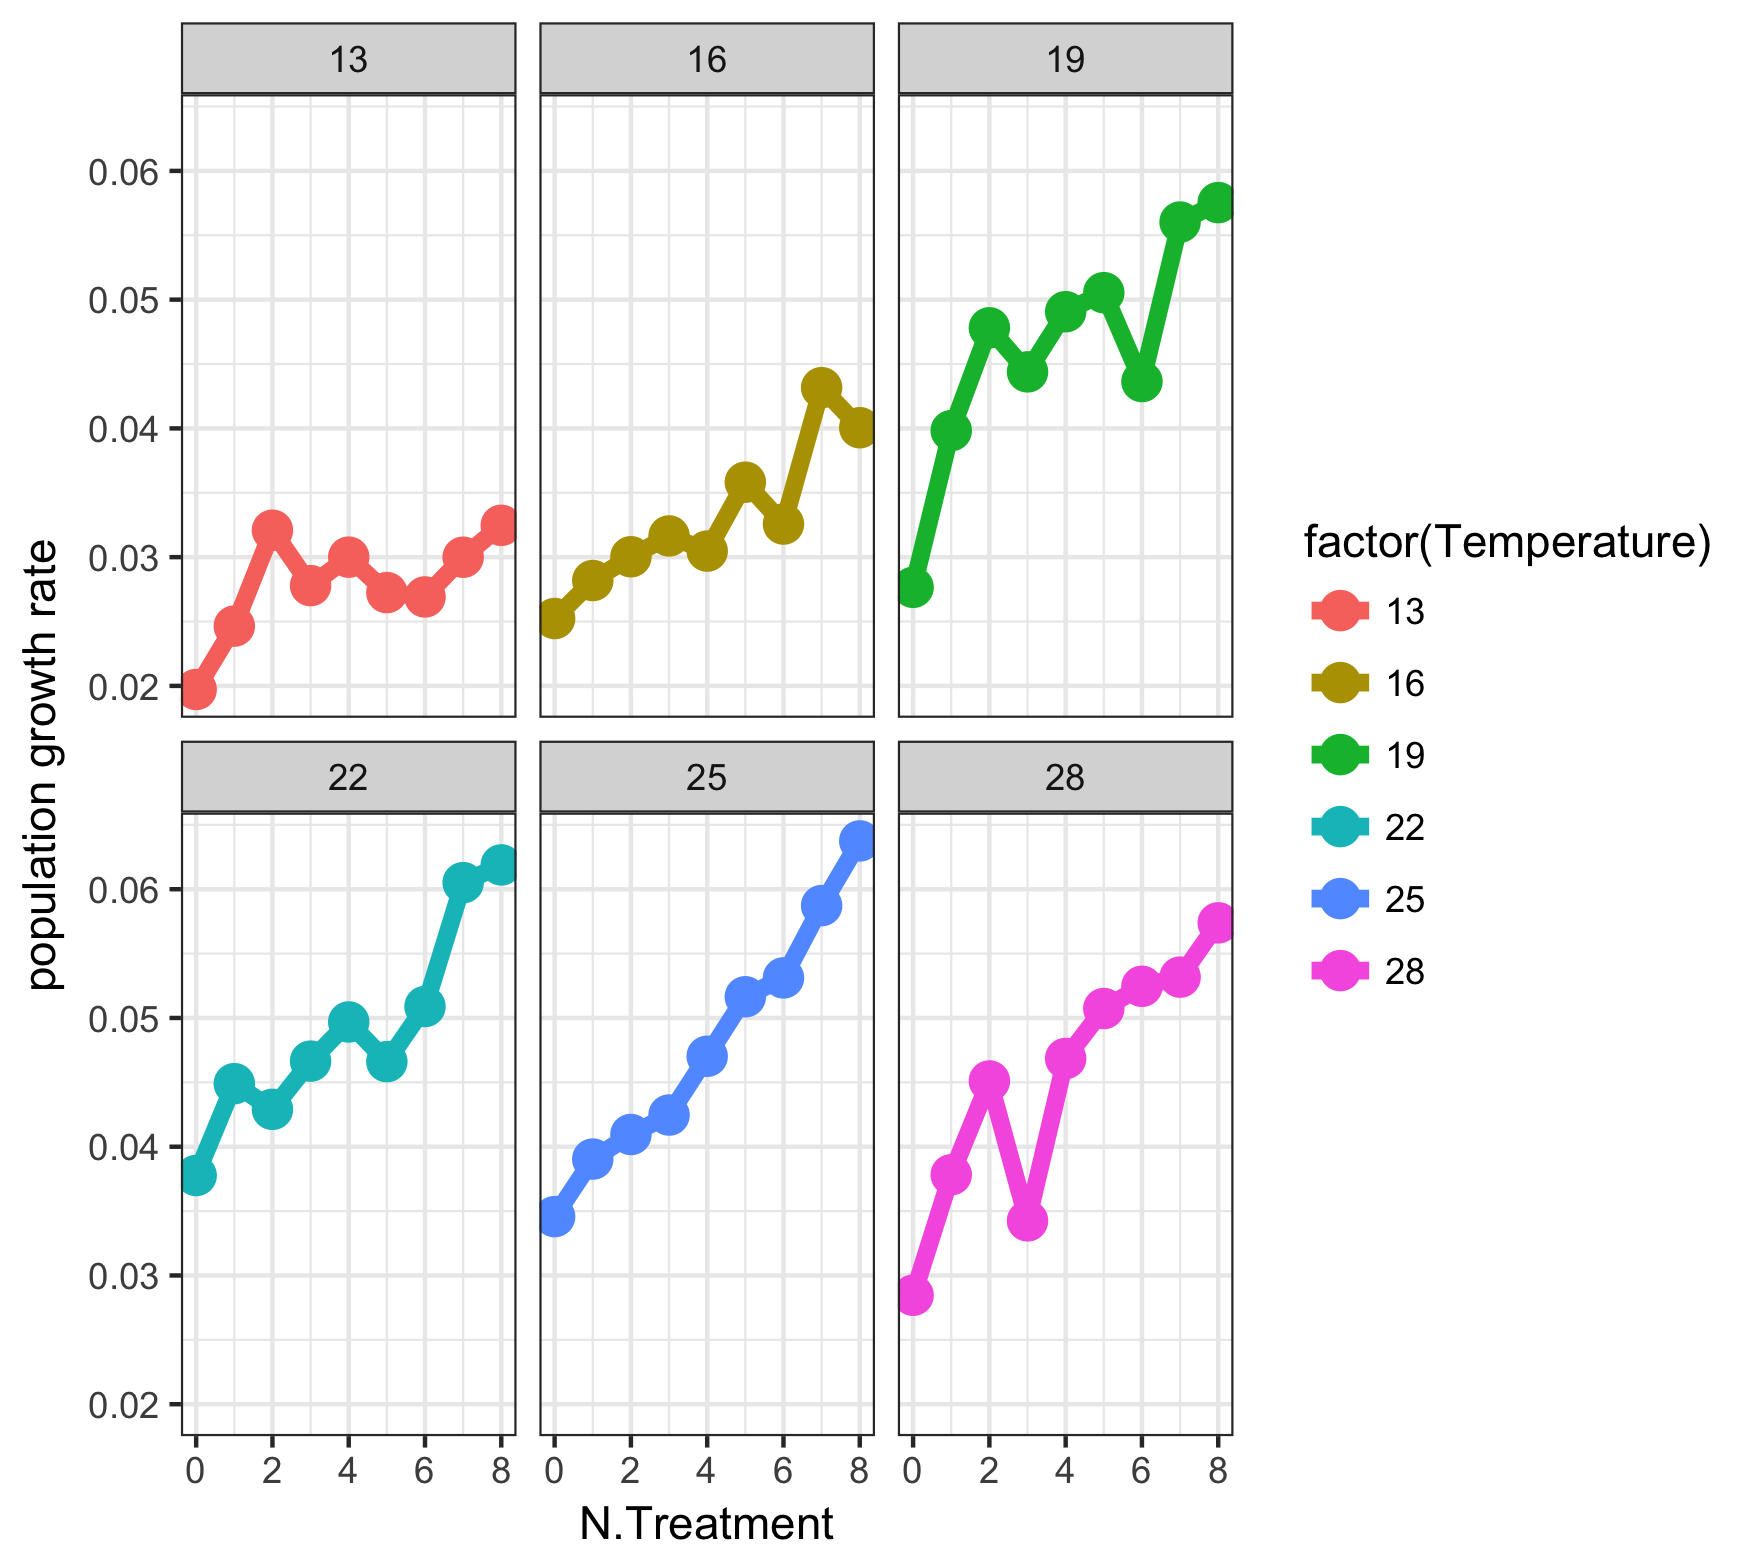 13 16 19
0.06
0.05
0.04
0.03
0.02
22 25 28
0.06
0.05
0.04
0.03
0.02
0 2 4 6 8 0 2 4 6 8 0 2 4 6 8
N.Treatment
population growth rate
factor(Temperature)
13
16
19
22
25
28